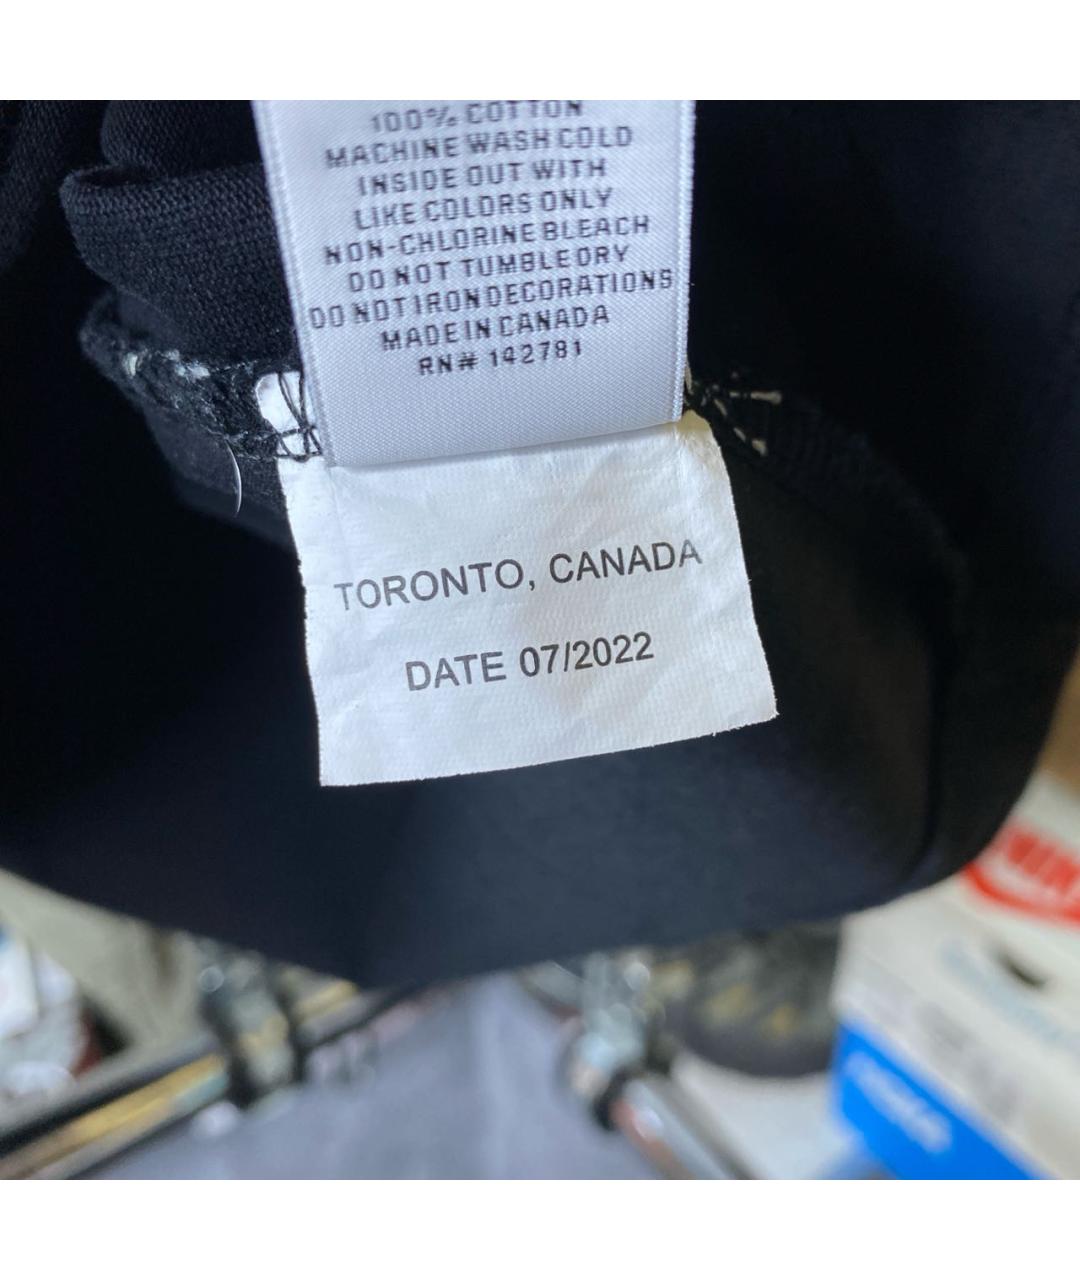 100% COTTON
MACHINE WASH COLD
INSIDE OUT WITH
LIKE COLORS ONLY
NON-CHLORINE BLEACH
DO NOT TUMBLE DRY
DO NOT IRON DECORATIONS
MADE IN CANADA
RN# 142781
TORONTO, CANADA
DATE 07/2022